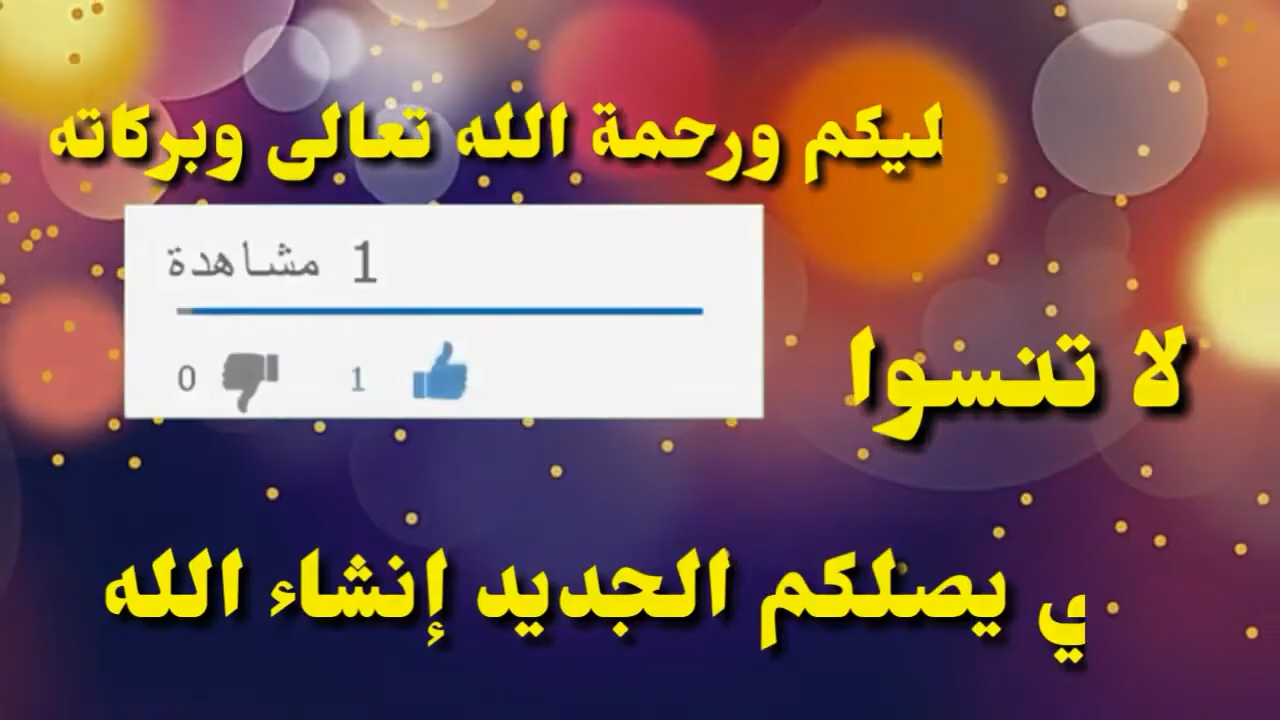 ليكم ورحمة الله تعالى وبركاته
1 مشاهدة
لا تنسوا
1 0
ي يصلكم الجديد إنشاء الله